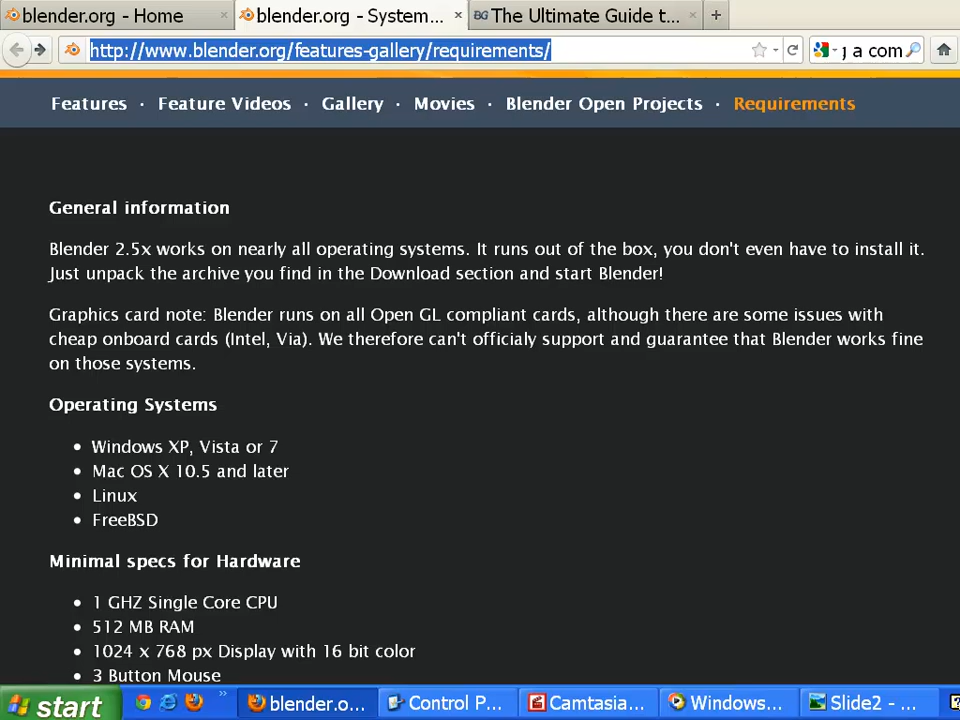 blender.org - Home
blender.org - System...
BG The Ultimate Guide t...
http://www.blender.org/features-gallery/requirements/
g a com
Features · Feature Videos · Gallery · Movies · Blender Open Projects · Requirements
General information
Blender 2.5x works on nearly all operating systems. It runs out of the box, you don't even have to install it.
Just unpack the archive you find in the Download section and start Blender!
Graphics card note: Blender runs on all Open GL compliant cards, although there are some issues with
cheap onboard cards (Intel, Via). We therefore can't officialy support and guarantee that Blender works fine
on those systems.
Operating Systems
• Windows XP, Vista or 7
• Mac OS X 10.5 and later
• Linux
• FreeBSD
Minimal specs for Hardware
• 1 GHZ Single Core CPU
• 512 MB RAM
• 1024 x 768 px Display with 16 bit color
• 3 Button Mouse
start
blender.o...
Control P...
Camtasia...
Windows...
Slide2 - ...